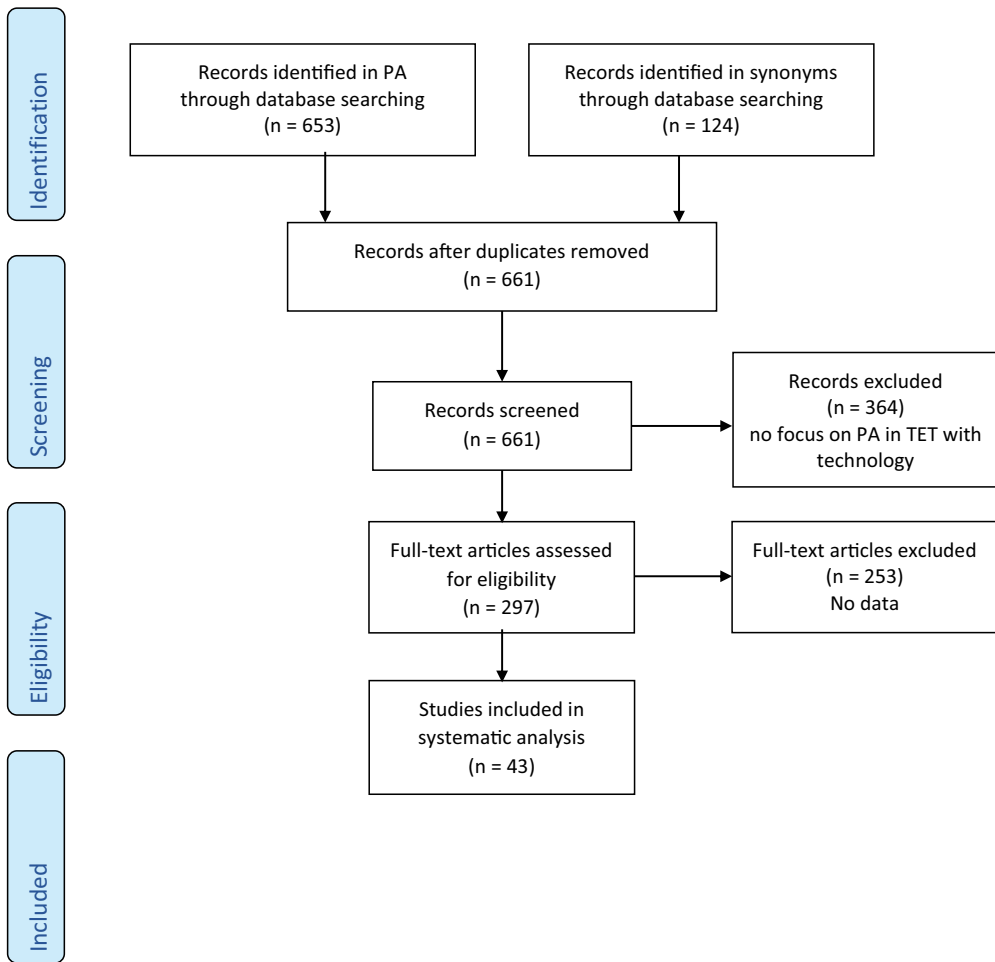 Identification
Records identified in PA
through database searching
(n = 653)
Records identified in synonyms
through database searching
(n = 124)
Records after duplicates removed
(n = 661)
Screening
Records screened
(n = 661)
Records excluded
(n = 364)
no focus on PA in TET with
technology
Eligibility
Full-text articles assessed
for eligibility
(n = 297)
Full-text articles excluded
(n = 253)
No data
Studies included in
systematic analysis
(n = 43)
Included